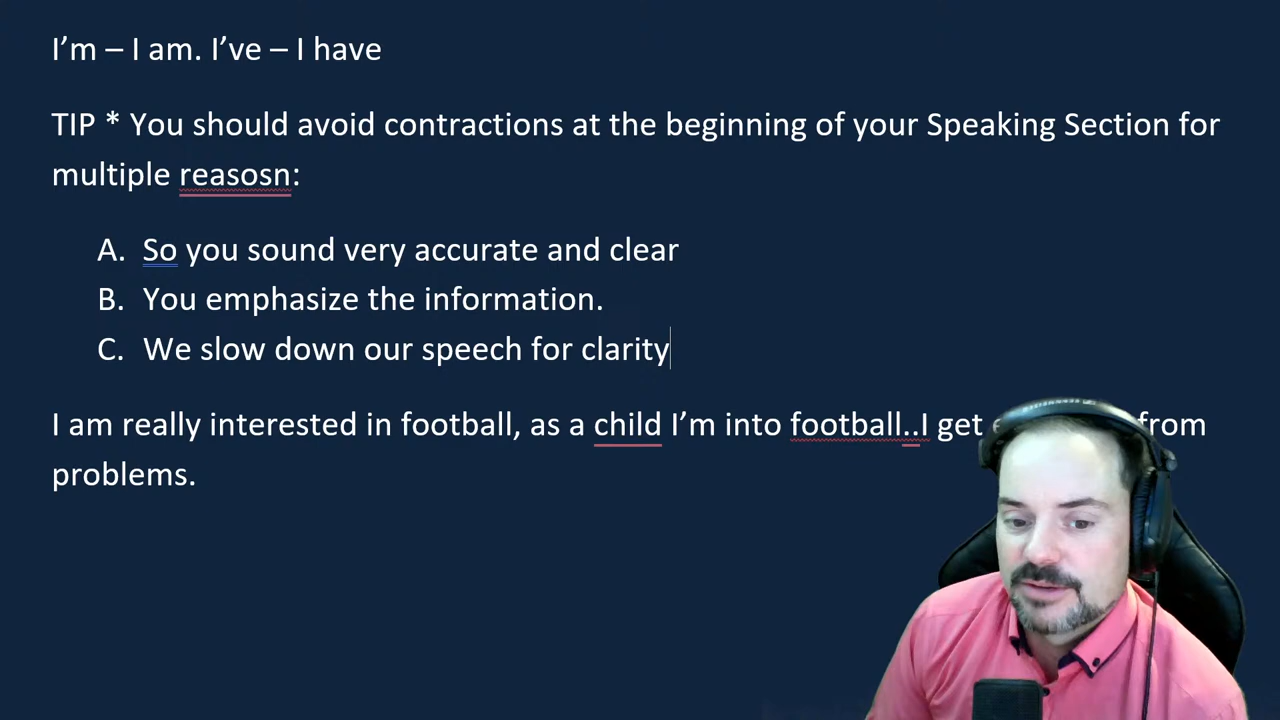 I’m – I am. I’ve – I have
TIP * You should avoid contractions at the beginning of your Speaking Section for
multiple reasosn:
A. So you sound very accurate and clear
B. You emphasize the information.
C. We slow down our speech for clarity
I am really interested in football, as a child I’m into football..I get from
problems.